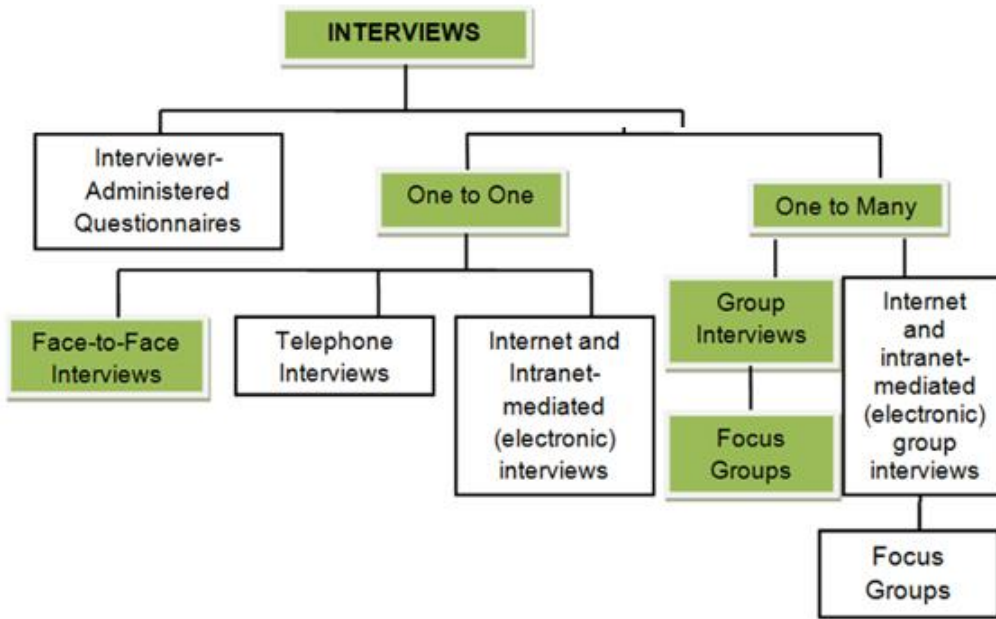 INTERVIEWS
Interviewer-
Administered
Questionnaires
One to One
One to Many
Face-to-Face
Interviews
Telephone
Interviews
Internet and
Intranet-
mediated
(electronic)
interviews
Group
Interviews
Internet
and
intranet-
mediated
(electronic)
group
interviews
Focus
Groups
Focus
Groups